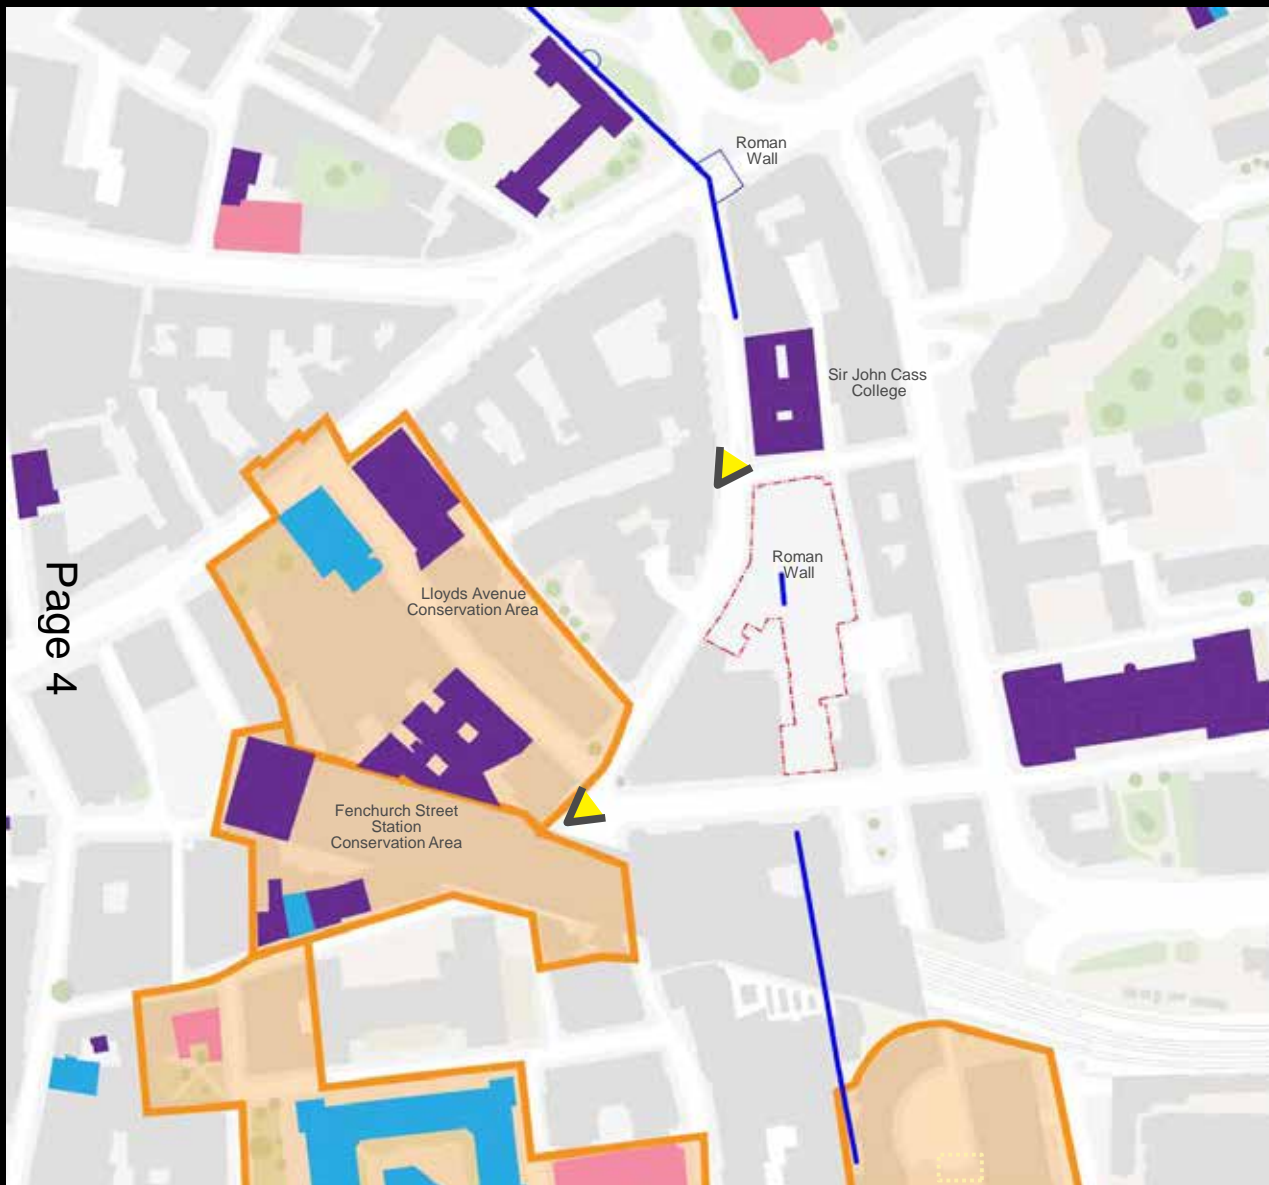 Roman
Wall
Sir John Cass
College
Roman
Wall
Lloyds Avenue
Conservation Area
Page 4
Fenchurch Street
Station
Conservation Area